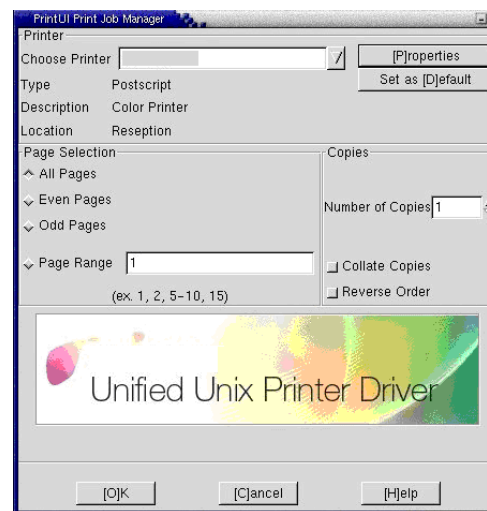 PrintUI Print Job Manager
Printer
Choose Printer
[P]roperties
Set as [D]efault
Type Postscript
Description Color Printer
Location Reseption
Page Selection
All Pages
Even Pages
Odd Pages
Page Range 1
(ex. 1, 2, 5-10, 15)
Copies
Number of Copies 1
Collate Copies
Reverse Order
Unified Unix Printer Driver
[O]K [C]ancel [H]elp